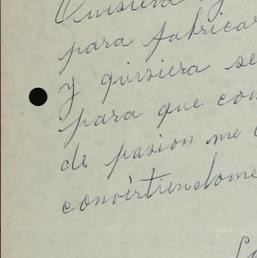 Quisiera
para fabricar
y quisiera se
para que con
de pasion me
convirtiendome